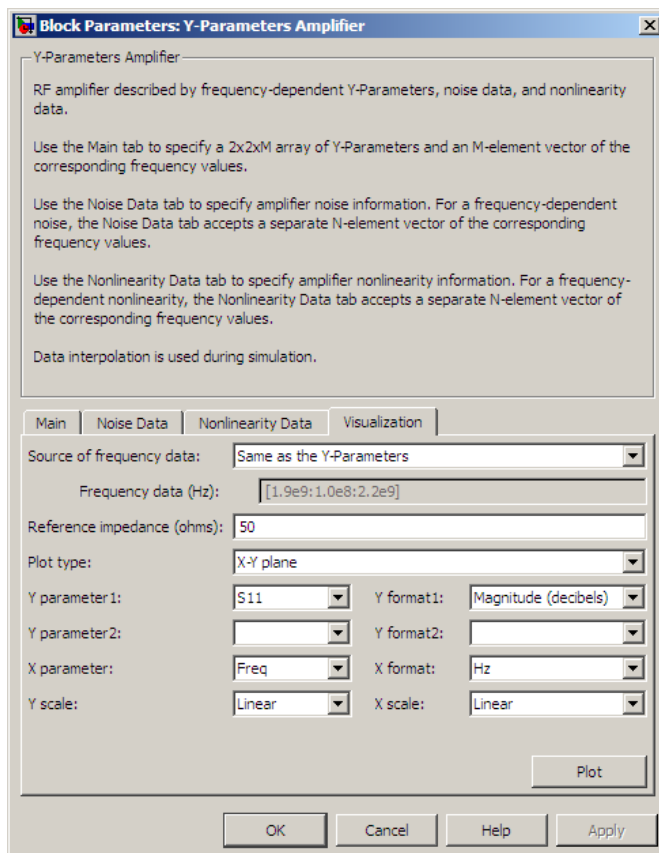 Block Parameters: Y-Parameters Amplifier
Y-Parameters Amplifier
RF amplifier described by frequency-dependent Y-Parameters, noise data, and nonlinearity
data.
Use the Main tab to specify a 2x2xM array of Y-Parameters and an M-element vector of the
corresponding frequency values.
Use the Noise Data tab to specify amplifier noise information. For a frequency-dependent
noise, the Noise Data tab accepts a separate N-element vector of the corresponding
frequency values.
Use the Nonlinearity Data tab to specify amplifier nonlinearity information. For a frequency-
dependent nonlinearity, the Nonlinearity Data tab accepts a separate N-element vector of
the corresponding frequency values.
Data interpolation is used during simulation.
Main Noise Data Nonlinearity Data Visualization
Source of frequency data: Same as the Y-Parameters
Frequency data (Hz): [1.9e9:1.0e8:2.2e9]
Reference impedance (ohms): 50
Plot type: X-Y plane
Y parameter1: S11 Y format1: Magnitude (decibels)
Y parameter2: Y format2:
X parameter: Freq X format: Hz
Y scale: Linear X scale: Linear
Plot
OK Cancel Help Apply